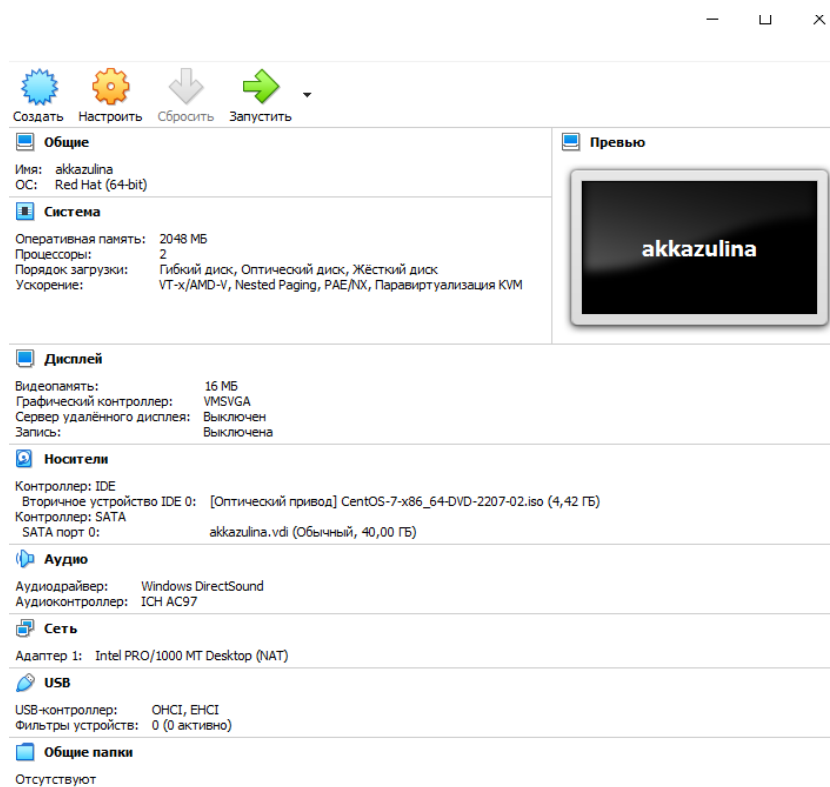 Создать Настроить Сбросить Запустить
Общие
Имя: akkazulina
ОС: Red Hat (64-bit)
Превью
akkazulina
Система
Оперативная память: 2048 МБ
Процессоры: 2
Порядок загрузки: Гибкий диск, Оптический диск, Жёсткий диск
Ускорение: VT-x/AMD-V, Nested Paging, PAE/NX, Паравиртуализация KVM
Дисплей
Видеопамять: 16 МБ
Графический контроллер: VMSVGA
Сервер удалённого дисплея: Выключен
Запись: Выключена
Носители
Контроллер: IDE
Вторичное устройство IDE 0: [Оптический привод] CentOS-7-x86_64-DVD-2207-02.iso (4,42 ГБ)
Контроллер: SATA
SATA порт 0: akkazulina.vdi (Обычный, 40,00 ГБ)
Аудио
Аудиодрайвер: Windows DirectSound
Аудиоконтроллер: ICH AC97
Сеть
Адаптер 1: Intel PRO/1000 MT Desktop (NAT)
USB
USB-контроллер: OHCI, EHCI
Фильтры устройств: 0 (0 активно)
Общие папки
Отсутствуют